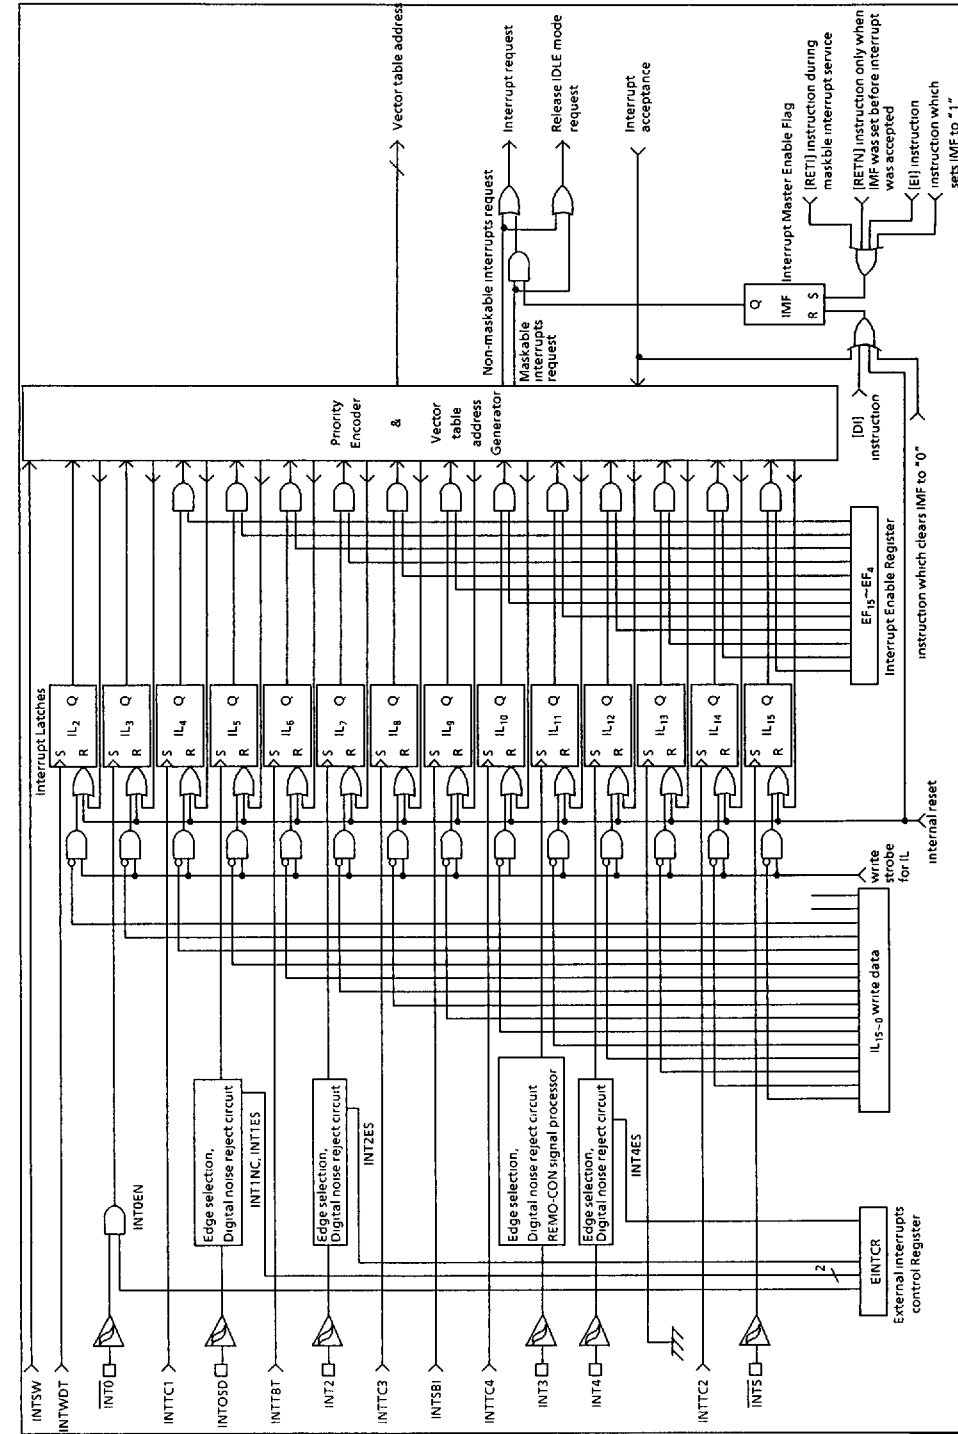 INTSW
INTWDT
INT0
INTTC1
INTOSD
INTTBT
INT2
INTTC3
INTSBI
INTTC4
INT3
INT4
INTTC2
INT5
INT0EN
Edge selection,
Digital noise reject circuit
INT1NC, INT1ES
Edge selection,
Digital noise reject circuit
INT2ES
Edge selection,
Digital noise reject circuit
REMO-CON signal processor
Edge selection,
Digital noise reject circuit
INT4ES
2
EINTCR
External interrupts
control Register
IL15~0 write data
write
strobe
for IL
internal reset
Interrupt Latches
S IL2 Q
R
S IL3 Q
R
S IL4 Q
R
S IL5 Q
R
S IL6 Q
R
S IL7 Q
R
S IL8 Q
R
S IL9 Q
R
S IL10 Q
R
S IL11 Q
R
S IL12 Q
R
S IL13 Q
R
S IL14 Q
R
S IL15 Q
R
EF15~EF4
Interrupt Enable Register
instruction which clears IMF to "0"
Priority
Encoder
&
Vector
table
address
Generator
[DI]
instruction
Non-maskable interrupts request
Maskable
interrupts
request
Q
IMF
R S
Interrupt Master Enable Flag
Vector table address
Interrupt request
Release IDLE mode
request
Interrupt
acceptance
[RETI] instruction during
maskble interrupt service
[RETN] instruction only when
IMF was set before interrupt
was accepted
[EI] instruction
instruction which
sets IMF to "1"